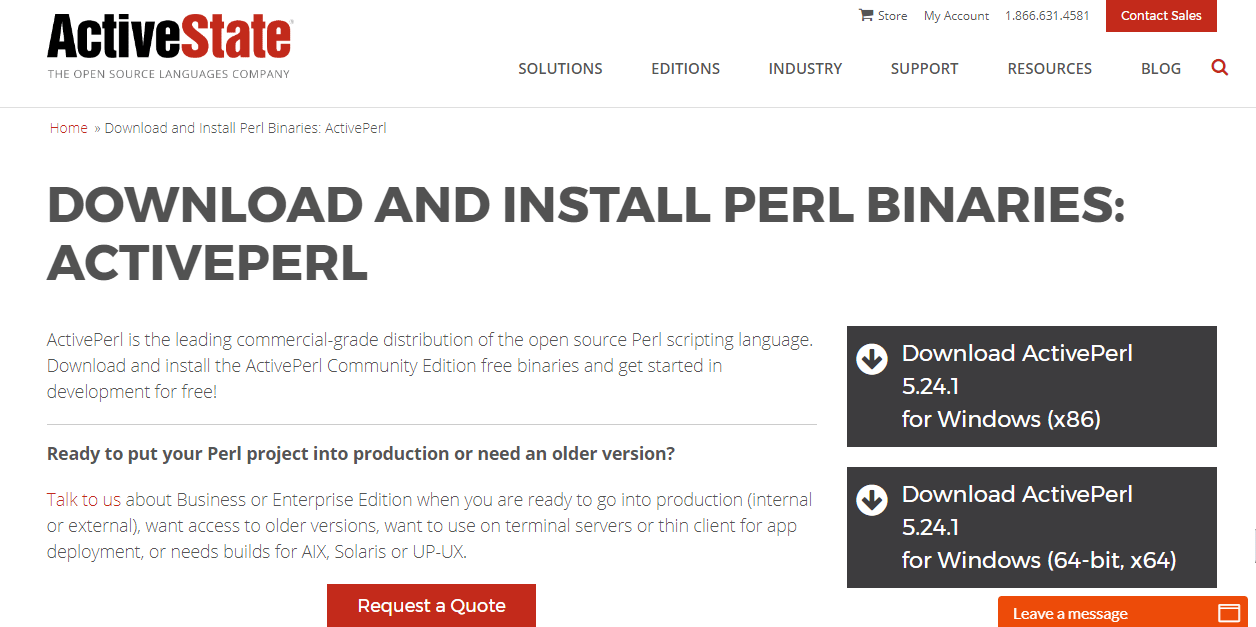 ActiveState
THE OPEN SOURCE LANGUAGES COMPANY
Store My Account 1.866.631.4581 Contact Sales
SOLUTIONS EDITIONS INDUSTRY SUPPORT RESOURCES BLOG
Home » Download and Install Perl Binaries: ActivePerl
DOWNLOAD AND INSTALL PERL BINARIES:
ACTIVEPERL
ActivePerl is the leading commercial-grade distribution of the open source Perl scripting language.
Download and install the ActivePerl Community Edition free binaries and get started in
development for free!
Ready to put your Perl project into production or need an older version?
Talk to us about Business or Enterprise Edition when you are ready to go into production (internal
or external), want access to older versions, want to use on terminal servers or thin client for app
deployment, or needs builds for AIX, Solaris or UP-UX.
Request a Quote
Download ActivePerl
5.24.1
for Windows (x86)
Download ActivePerl
5.24.1
for Windows (64-bit, x64)
Leave a message